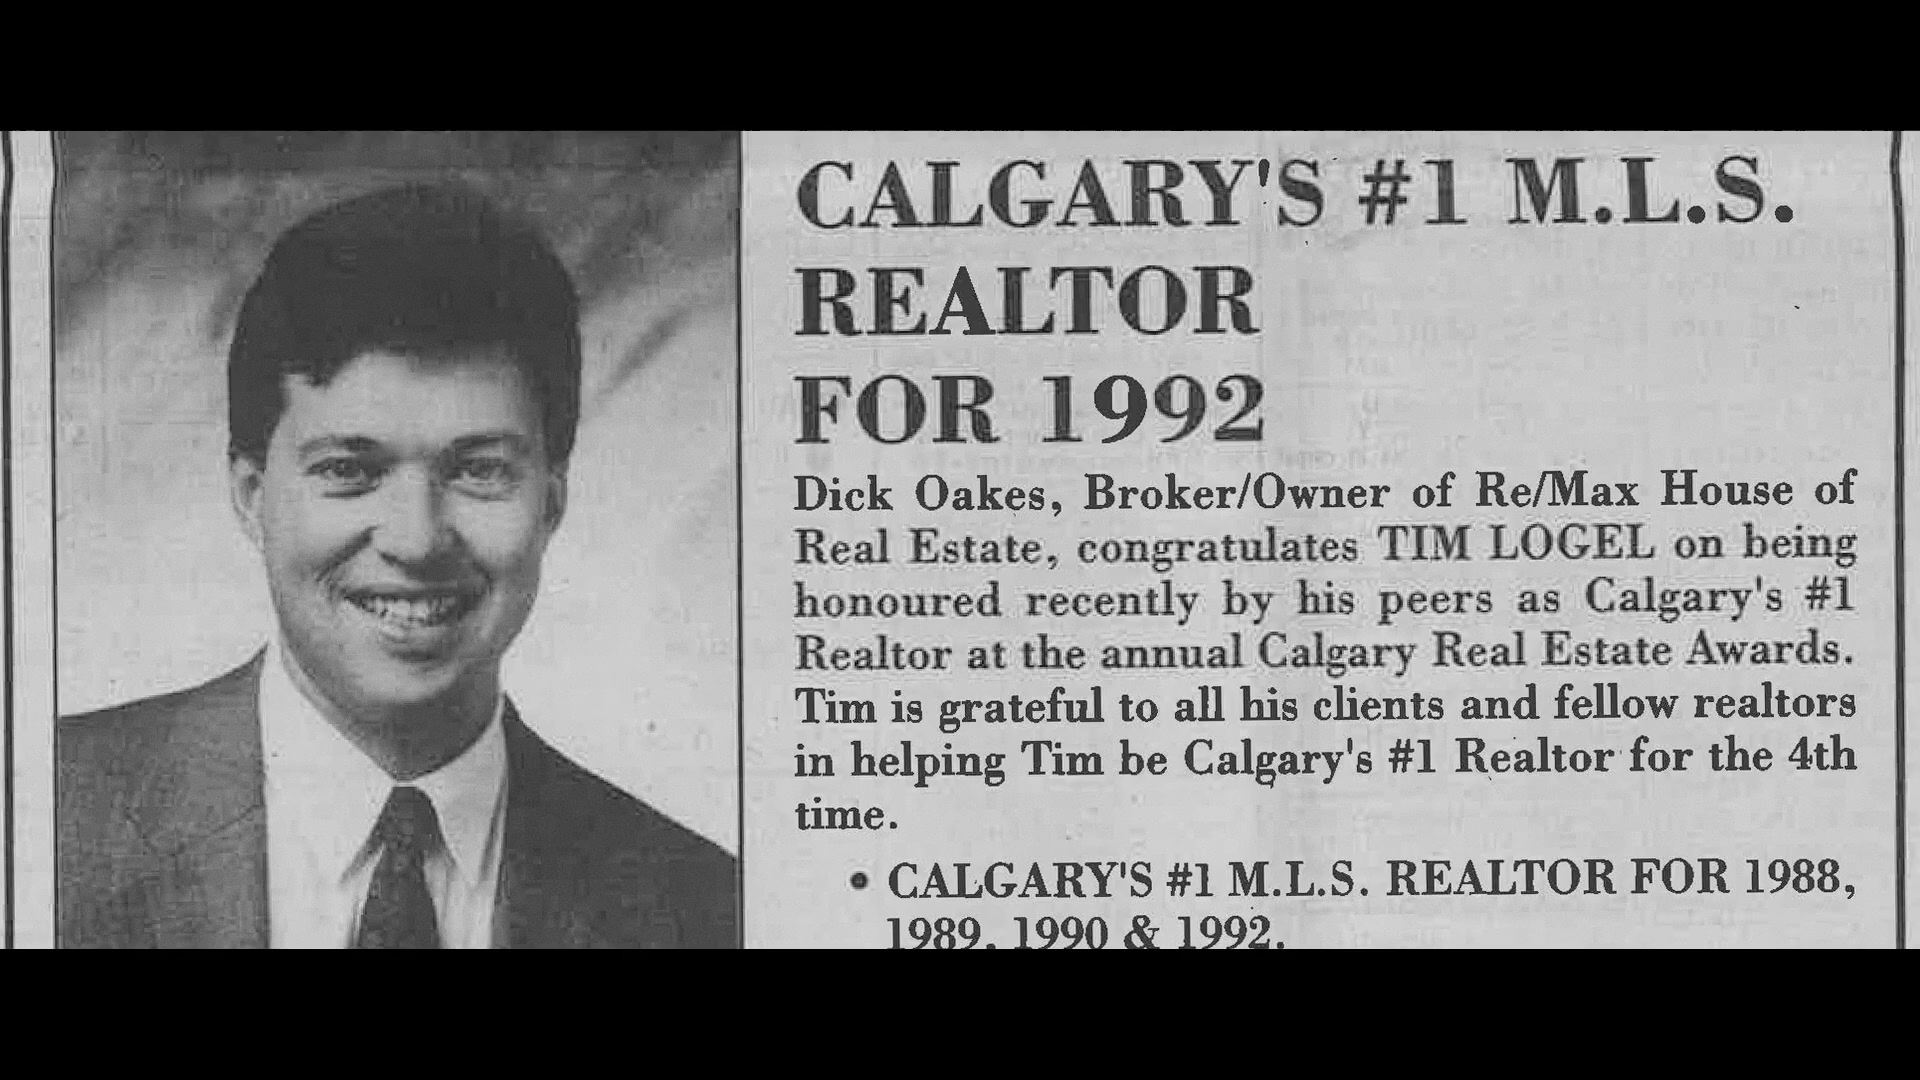 CALGARY'S #1 M.L.S.
REALTOR
FOR 1992
Dick Oakes, Broker/Owner of Re/Max House of
Real Estate, congratulates TIM LOGEL on being
honoured recently by his peers as Calgary's #1
Realtor at the annual Calgary Real Estate Awards.
Tim is grateful to all his clients and fellow realtors
in helping Tim be Calgary's #1 Realtor for the 4th
time.
• CALGARY'S #1 M.L.S. REALTOR FOR 1988,
1989, 1990 & 1992.